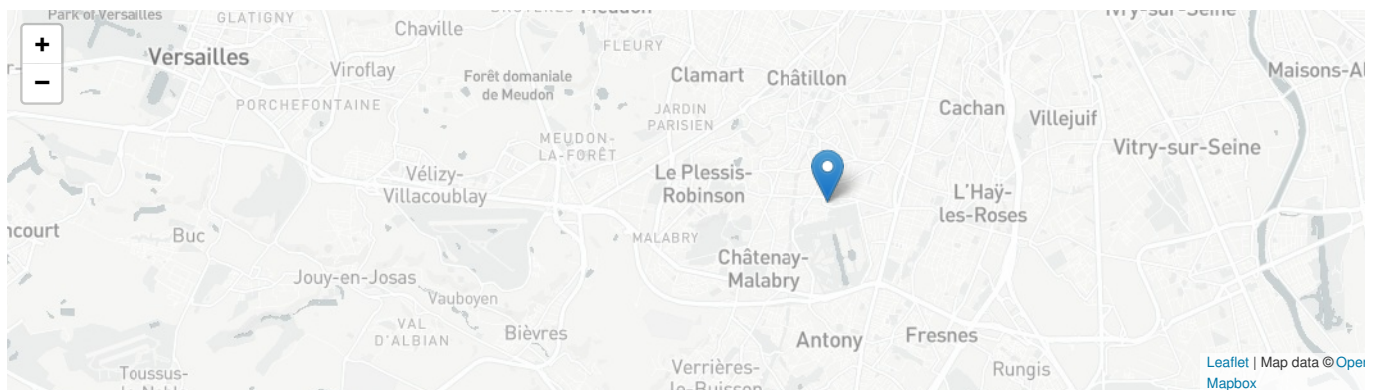 Park of Versailles
GLATIGNY
Meudon
Ivry-sur-Seine
+
−
Versailles
Chaville
FLEURY
Viroflay
Forêt domaniale
de Meudon
Clamart
Châtillon
Maisons-Al
PORCHEFONTAINE
JARDIN
PARISIEN
Cachan
Villejuif
MEUDON-
LA-FORÊT
Vitry-sur-Seine
Vélizy-
Villacoublay
Le Plessis-
Robinson
L'Haÿ-
les-Roses
ncourt
Buc
MALABRY
Châtenay-
Malabry
Jouy-en-Josas
Vauboyen
VAL
D'ALBIAN
Bièvres
Antony
Fresnes
Toussus-
Verrières-
le-Buisson
Rungis
Leaflet | Map data © Open
Mapbox